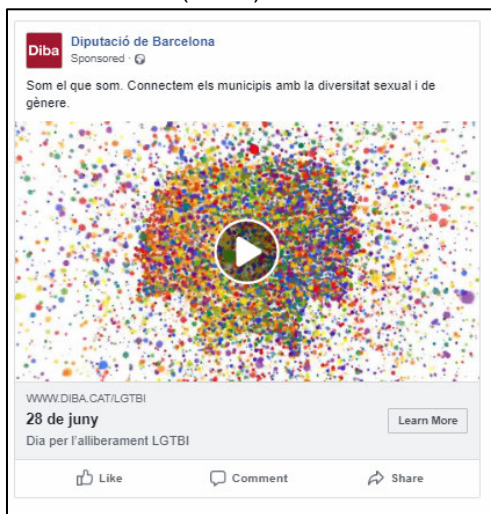 Diba
Diputació de Barcelona
Sponsored ·
Som el que som. Connectem els municipis amb la diversitat sexual i de
gènere.
WWW.DIBA.CAT/LGTBI
28 de juny
Learn More
Dia per l'alliberament LGTBI
Like
Comment
Share